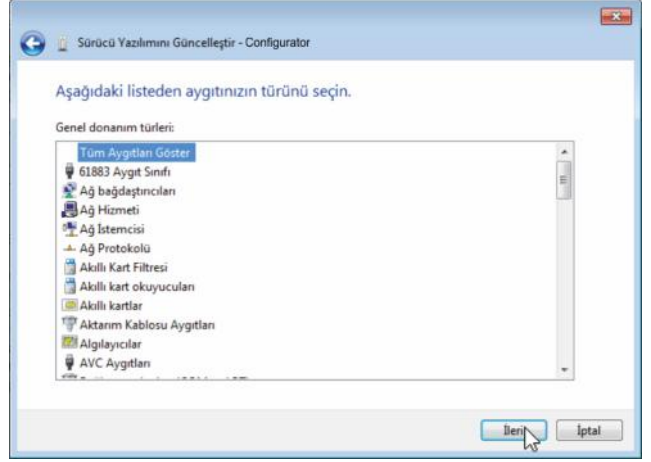 Sürücü Yazılımını Güncelleştir - Configurator
Aşağıdaki listeden aygıtınızın türünü seçin.
Genel donanım türleri:
Tüm Aygıtları Göster
61883 Aygıt Sınıfı
Ağ bağdaştırıcıları
Ağ Hizmeti
Ağ İstemcisi
Ağ Protokolü
Akıllı Kart Filtresi
Akıllı kart okuyucuları
Akıllı kartlar
Aktarım Kablosu Aygıtları
Algılayıcılar
AVC Aygıtları
İleri
İptal